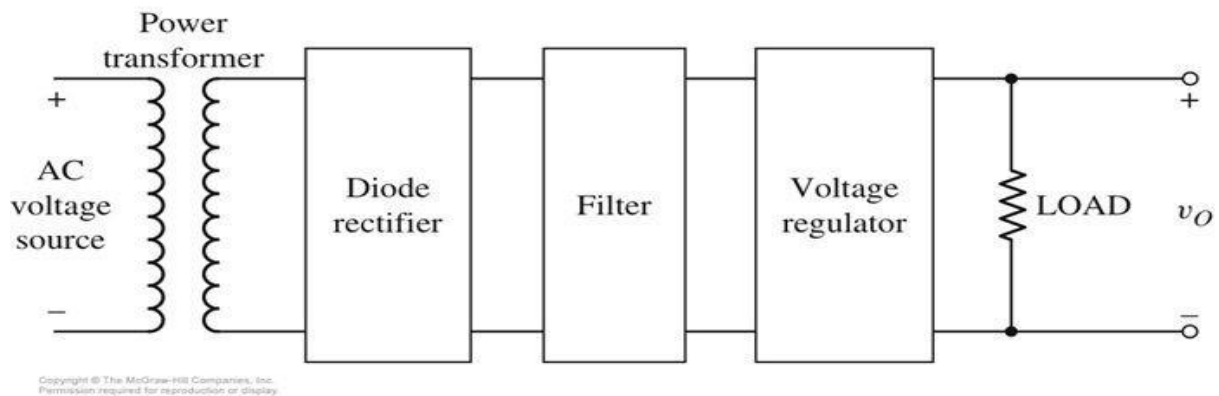 Power
transformer
+
AC
voltage
source
−
Diode
rectifier
Filter
Voltage
regulator
LOAD
+
vO
−
Copyright © The McGraw-Hill Companies, Inc.
Permission required for reproduction or display.